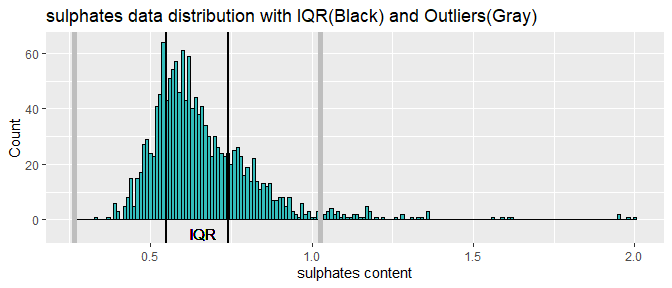 sulphates data distribution with IQR(Black) and Outliers(Gray)
60
40
20
0
Count
IQR
0.5 1.0 1.5 2.0
sulphates content